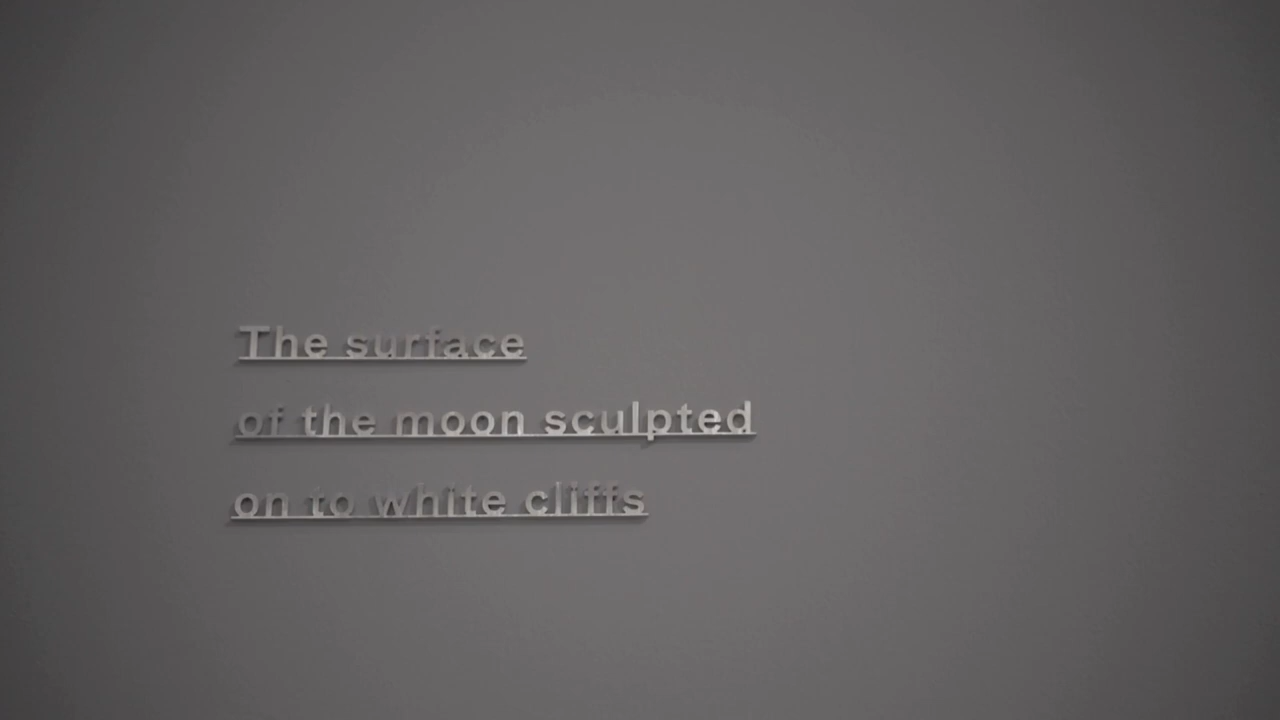 The surface
of the moon sculpted
on to white cliffs